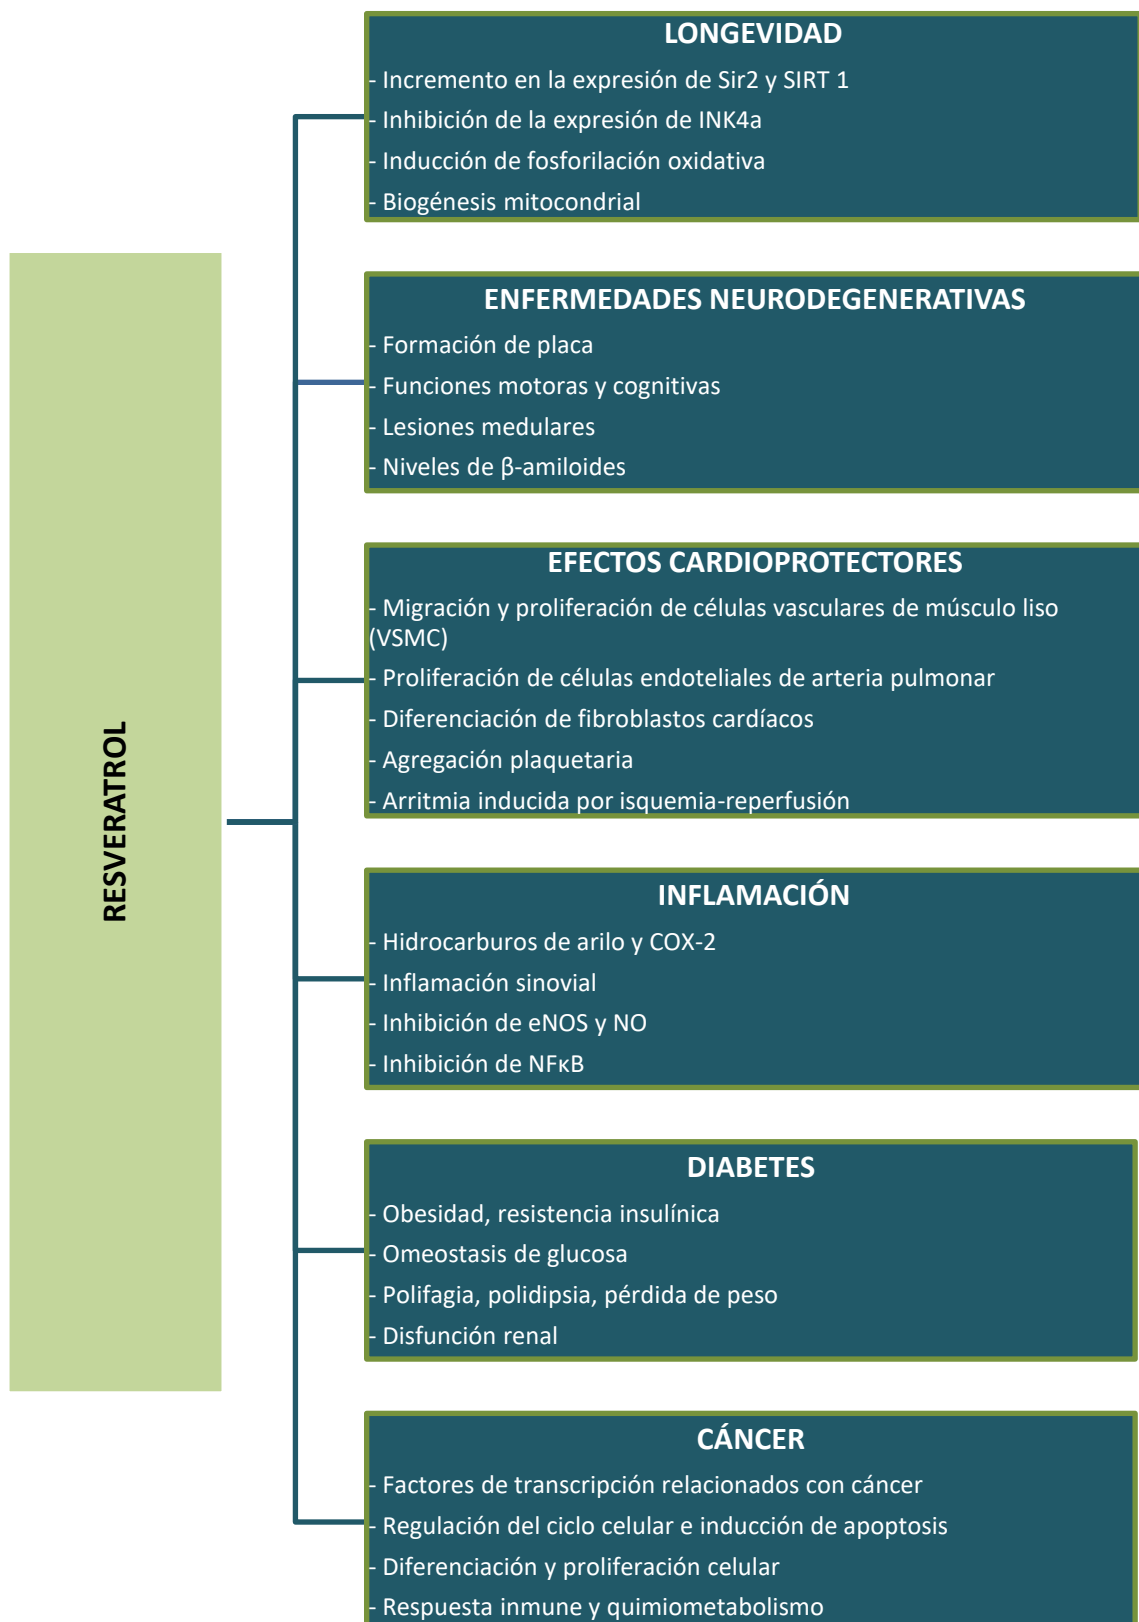 RESVERATROL
LONGEVIDAD
- Incremento en la expresión de Sir2 y SIRT 1
- Inhibición de la expresión de INK4a
- Inducción de fosforilación oxidativa
- Biogénesis mitocondrial
ENFERMEDADES NEURODEGENERATIVAS
- Formación de placa
- Funciones motoras y cognitivas
- Lesiones medulares
- Niveles de β-amiloides
EFECTOS CARDIOPROTECTORES
- Migración y proliferación de células vasculares de músculo liso
(VSMC)
- Proliferación de células endoteliales de arteria pulmonar
- Diferenciación de fibroblastos cardíacos
- Agregación plaquetaria
- Arritmia inducida por isquemia-reperfusión
INFLAMACIÓN
- Hidrocarburos de arilo y COX-2
- Inflamación sinovial
- Inhibición de eNOS y NO
- Inhibición de NFκB
DIABETES
- Obesidad, resistencia insulínica
- Omeostasis de glucosa
- Polifagia, polidipsia, pérdida de peso
- Disfunción renal
CÁNCER
- Factores de transcripción relacionados con cáncer
- Regulación del ciclo celular e inducción de apoptosis
- Diferenciación y proliferación celular
- Respuesta inmune y quimiometabolismo